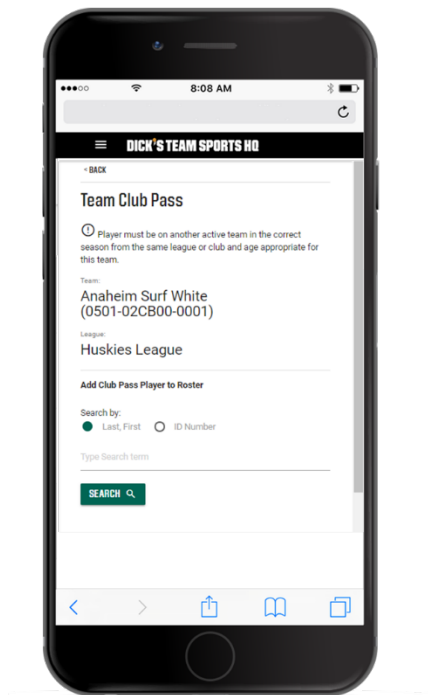 8:08 AM
DICK'S TEAM SPORTS HQ
< BACK
Team Club Pass
Player must be on another active team in the correct
season from the same league or club and age appropriate for
this team.
Team:
Anaheim Surf White
(0501-02CB00-0001)
League:
Huskies League
Add Club Pass Player to Roster
Search by:
Last, First ID Number
Type Search term
SEARCH